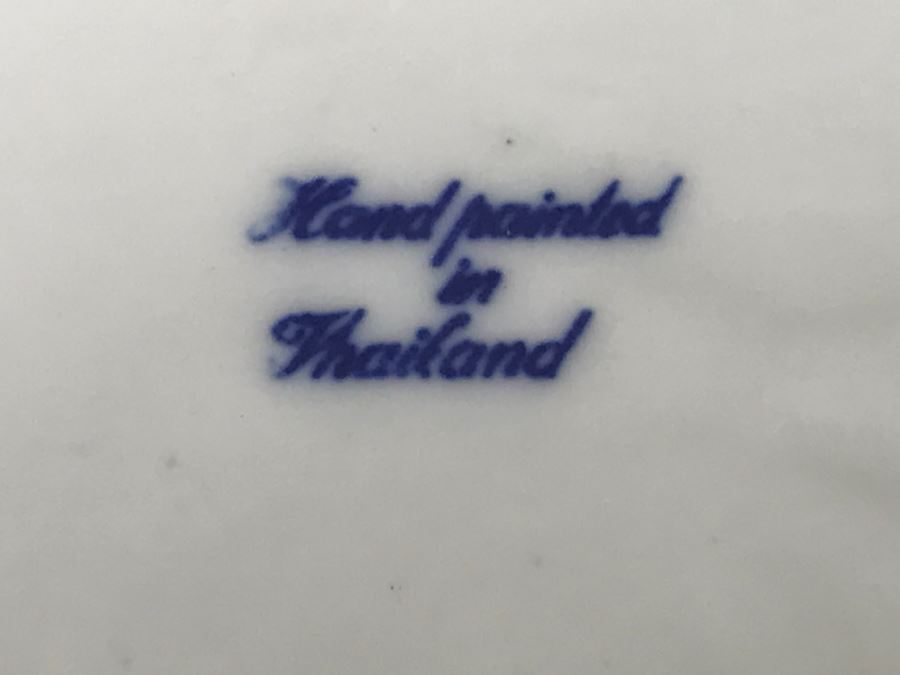 Hand painted
in
Thailand